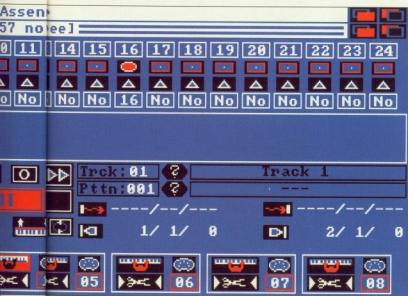 Assen
57 no ee]
0 11 14 15 16 17 18 19 20 21 22 23 24
No No No No 16 No No No No No No No No
O Trck:01 ? Track 1
Pttn:001 ? ---
----/--/--- ----/--/---
1/ 1/ 0 2/ 1/ 0
05 06 07 08